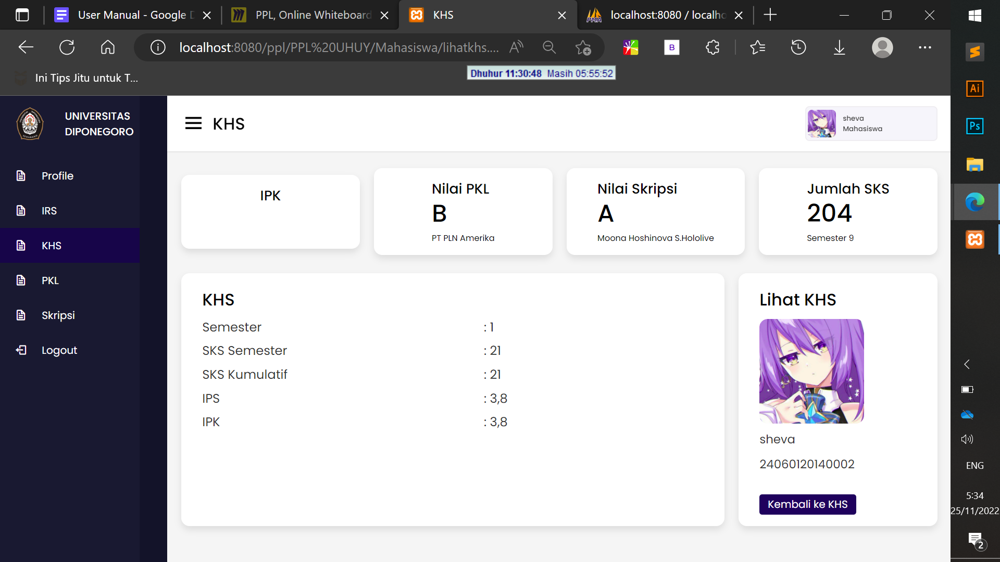 User Manual - Google D
PPL, Online Whiteboard
KHS
localhost:8080 / localho
localhost:8080/ppl/PPL%20UHUY/Mahasiswa/lihatkhs....
B
Ini Tips Jitu untuk T...
Dhuhur 11:30:48 Masih 05:55:52
UNIVERSITAS
DIPONEGORO
Profile
IRS
KHS
PKL
Skripsi
Logout
KHS
sheva
Mahasiswa
IPK
Nilai PKL
B
PT PLN Amerika
Nilai Skripsi
A
Moona Hoshinova S.Hololive
Jumlah SKS
204
Semester 9
KHS
Semester : 1
SKS Semester : 21
SKS Kumulatif : 21
IPS : 3,8
IPK : 3,8
Lihat KHS
sheva
24060120140002
Kembali ke KHS
Ai
Ps
ENG
5:34
25/11/2022
2